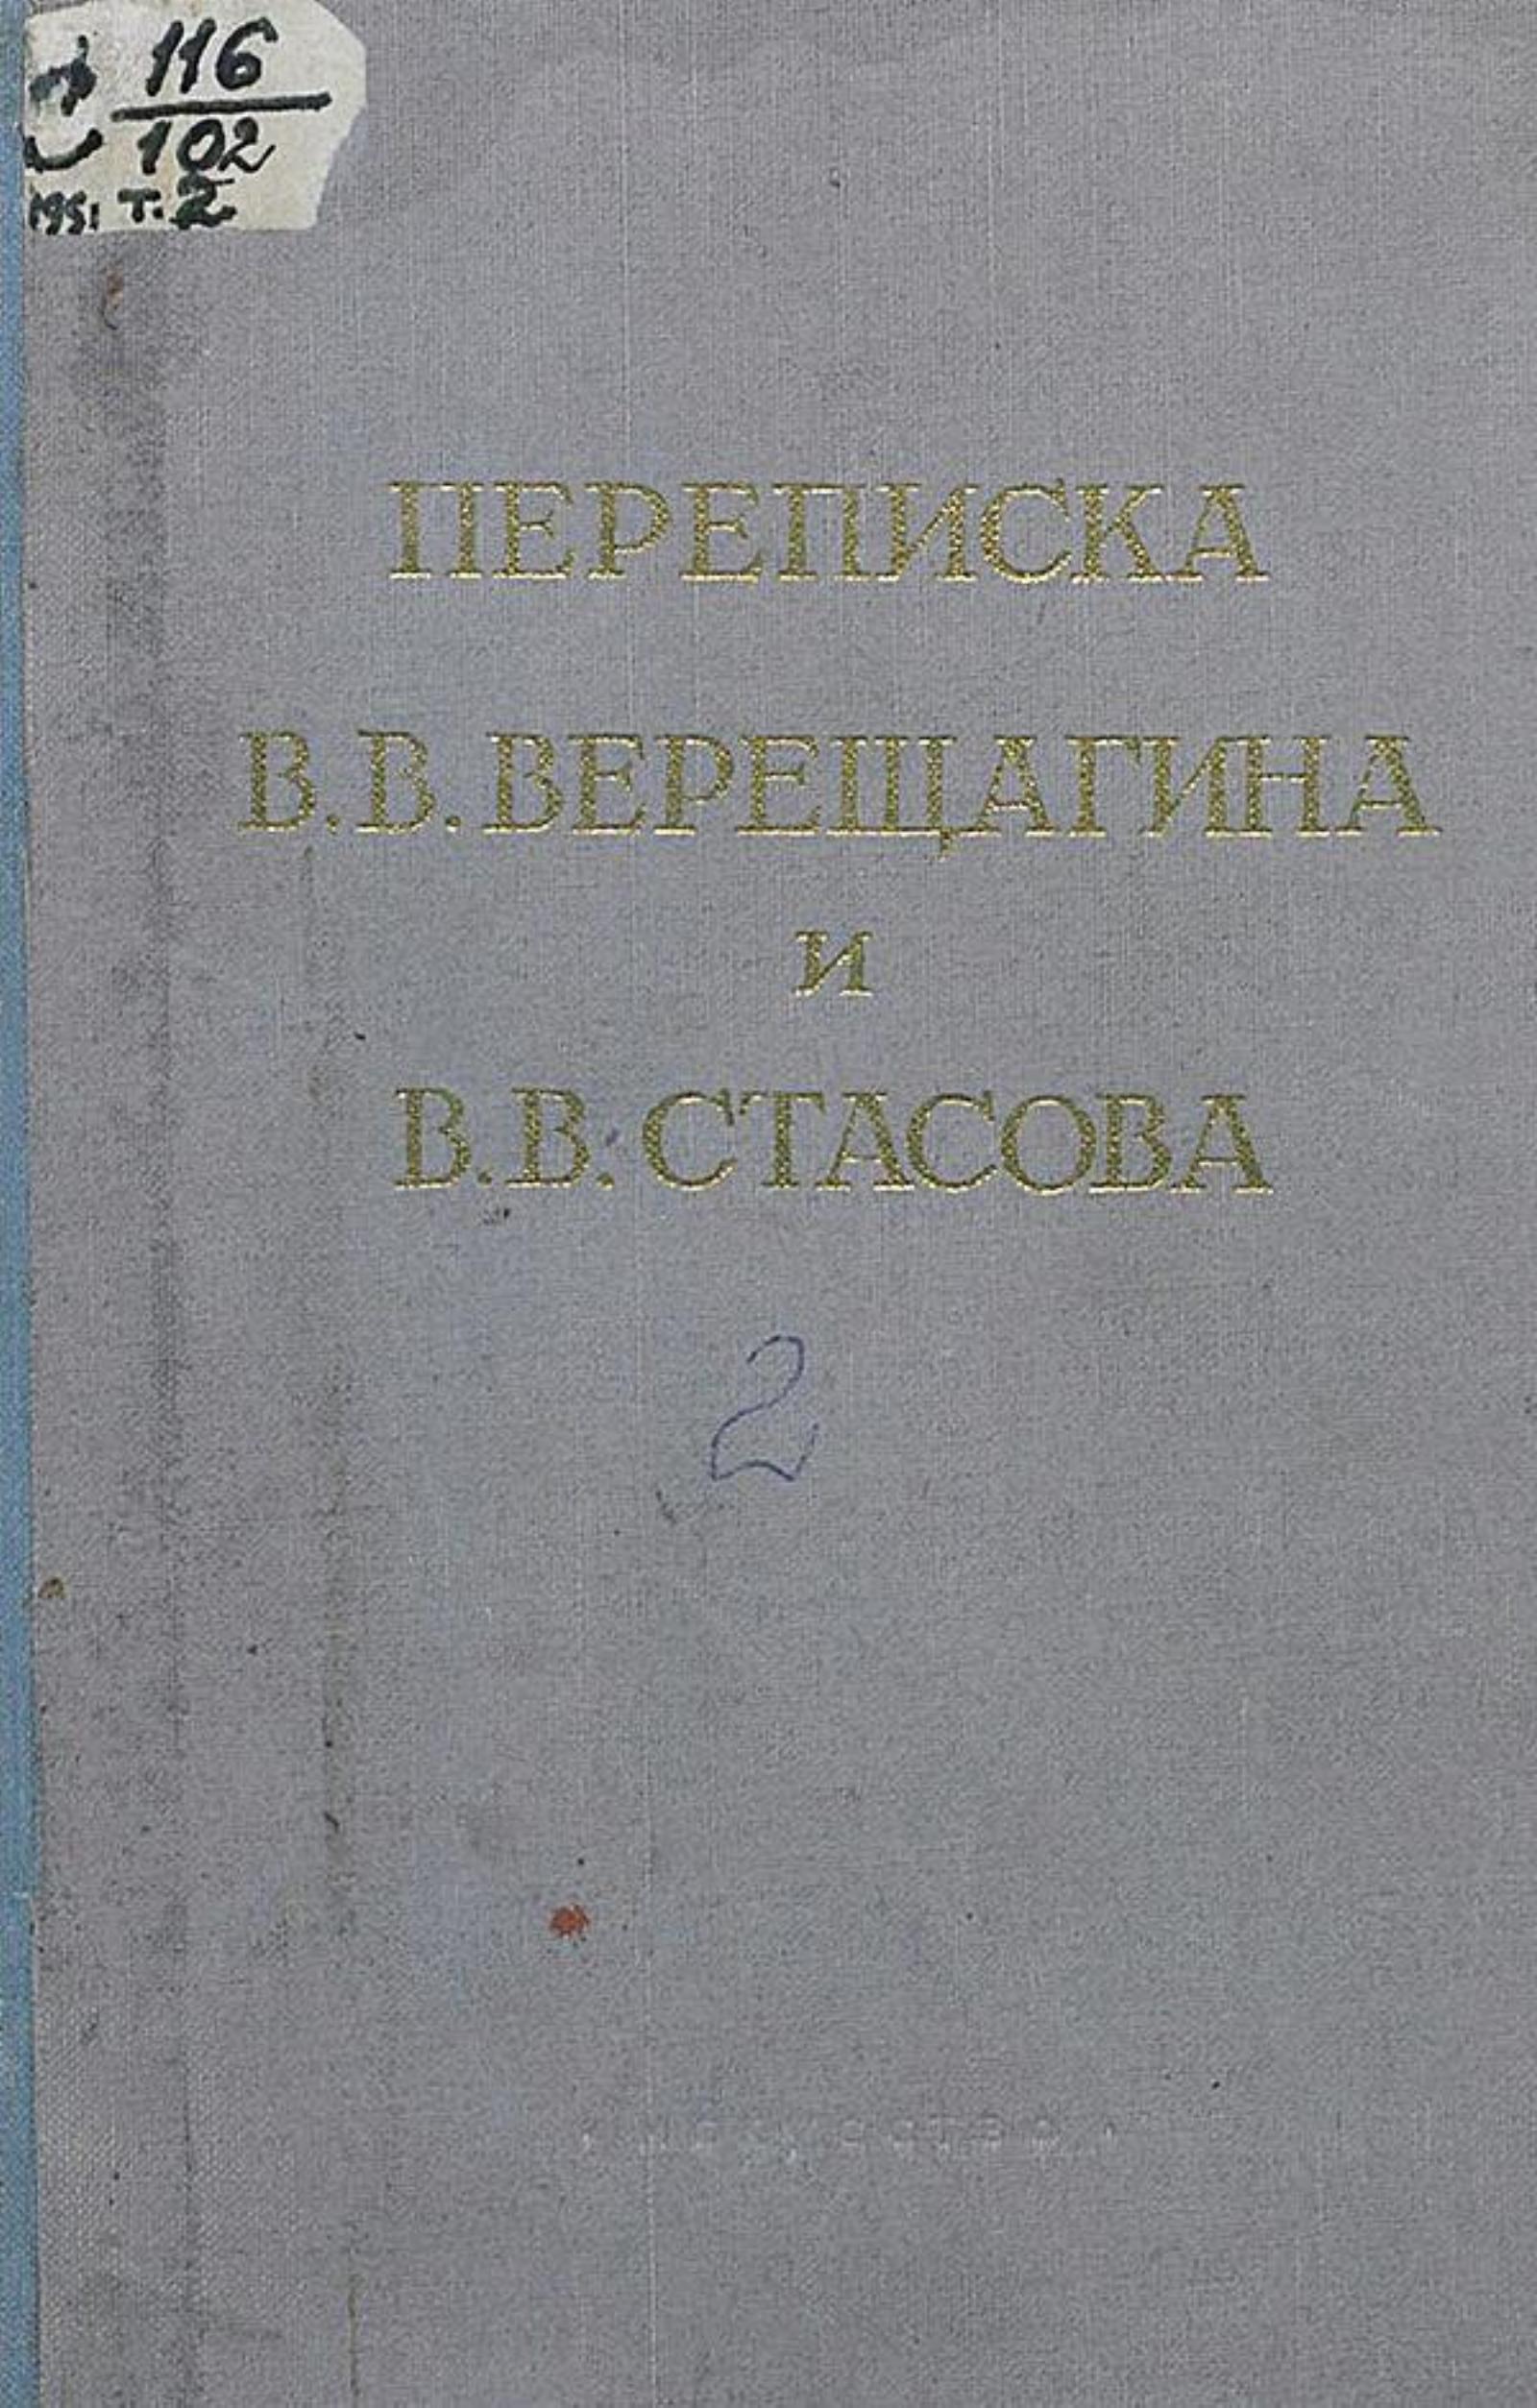 116
102
1951 т. 2
ПЕРЕПИСКА
В. В. ВЕРЕЩАГИНА
И
В. В. СТАСОВА
2